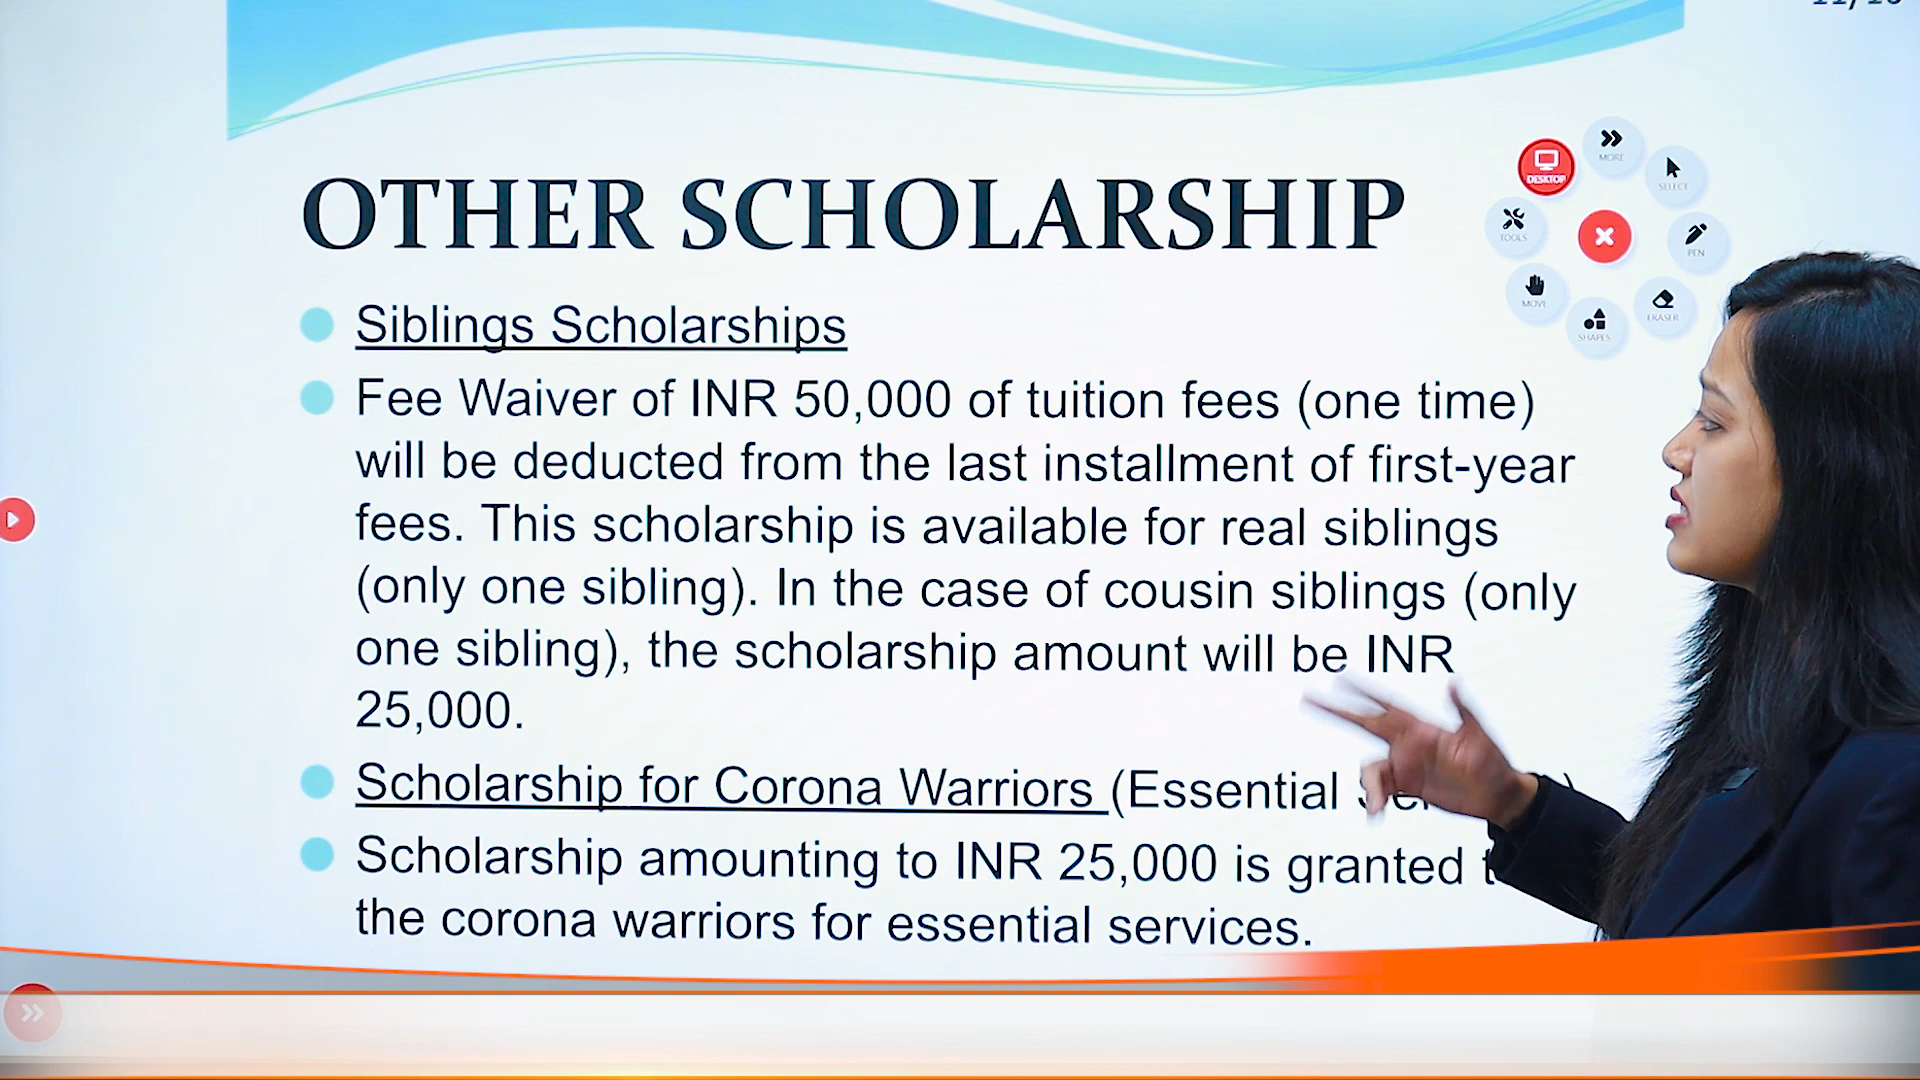 OTHER SCHOLARSHIP
Siblings Scholarships
Fee Waiver of INR 50,000 of tuition fees (one time)
will be deducted from the last installment of first-year
fees. This scholarship is available for real siblings
(only one sibling). In the case of cousin siblings (only
one sibling), the scholarship amount will be INR
25,000.
Scholarship for Corona Warriors (Essential
Scholarship amounting to INR 25,000 is granted
the corona warriors for essential services.
MORE
DESKTOP
SELECT
TOOLS
PEN
MOVE
ERASER
SHAPES